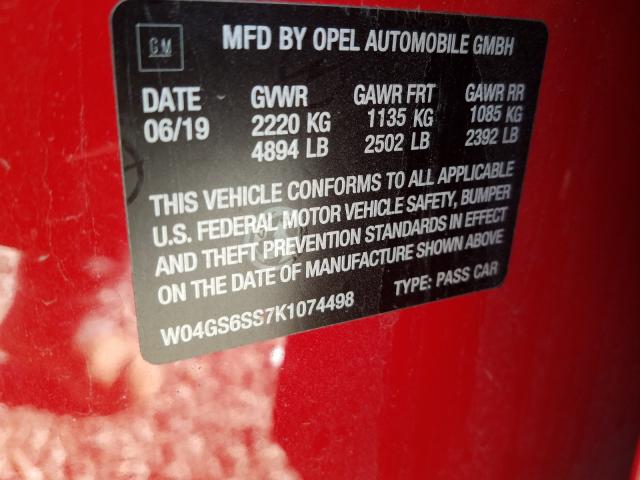 GM
MFD BY OPEL AUTOMOBILE GMBH
DATE GVWR GAWR FRT GAWR RR
06/19 2220 KG 1135 KG 1085 KG
4894 LB 2502 LB 2392 LB
THIS VEHICLE CONFORMS TO ALL APPLICABLE
U.S. FEDERAL MOTOR VEHICLE SAFETY, BUMPER
AND THEFT PREVENTION STANDARDS IN EFFECT
ON THE DATE OF MANUFACTURE SHOWN ABOVE
W04GS6SS7K1074498 TYPE: PASS CAR